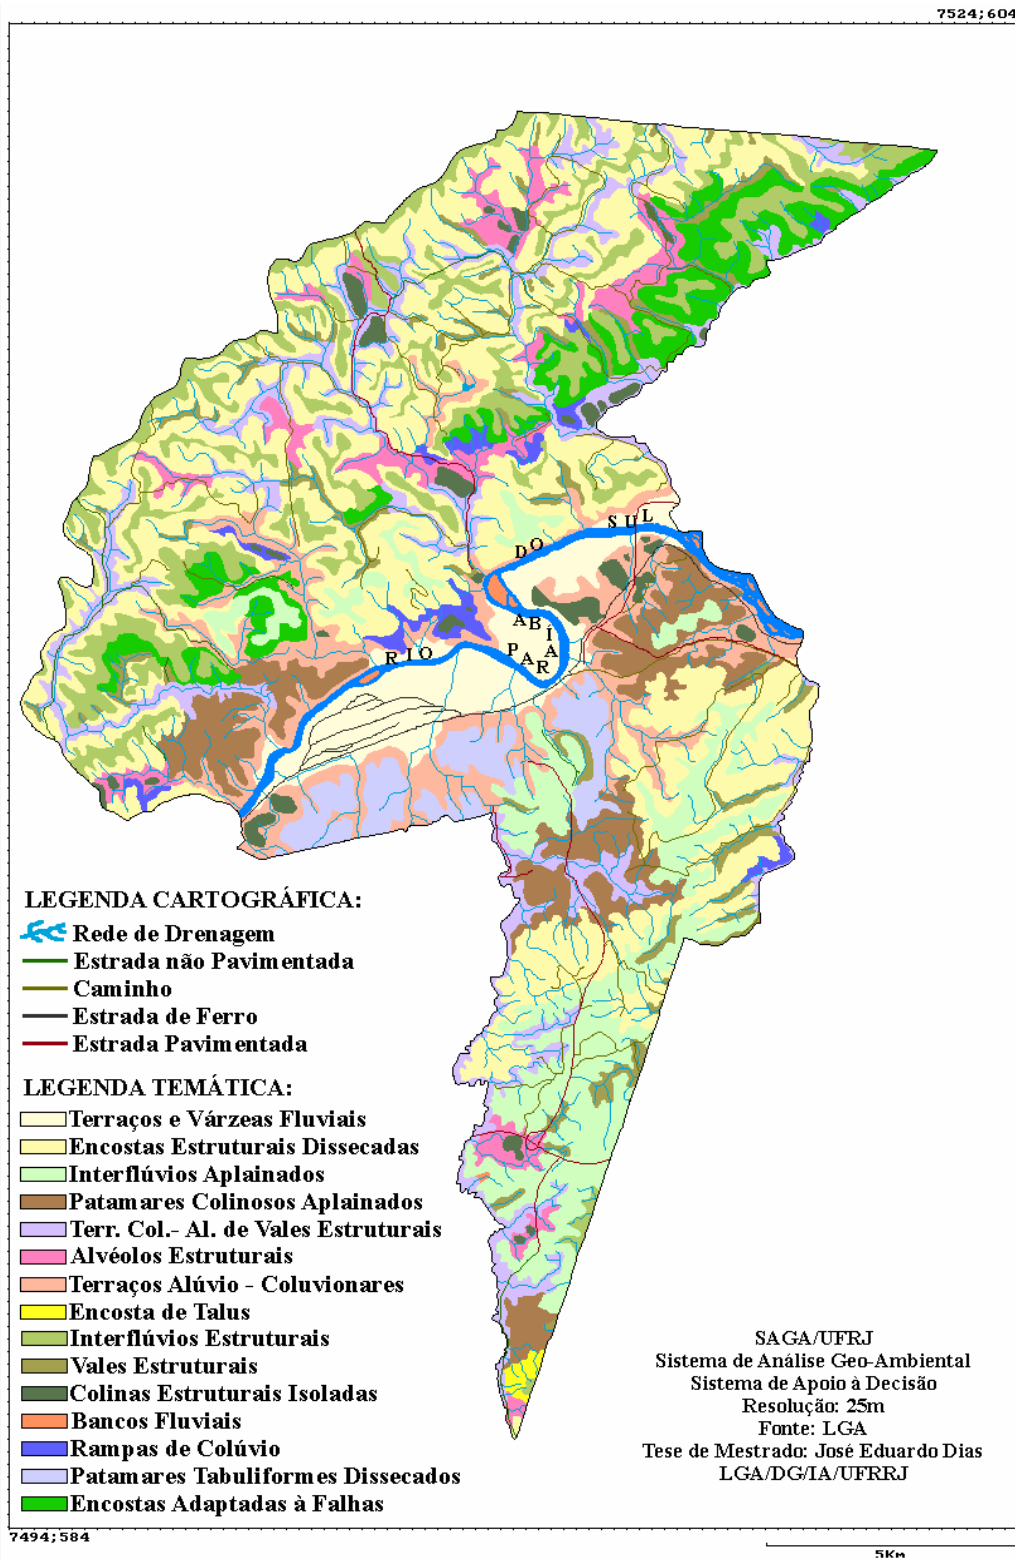 7524;604
RIO PARAÍBA DO SUL
LEGENDA CARTOGRÁFICA:
Rede de Drenagem
Estrada não Pavimentada
Caminho
Estrada de Ferro
Estrada Pavimentada
LEGENDA TEMÁTICA:
Terraços e Várzeas Fluviais
Encostas Estruturais Dissecadas
Interflúvios Aplainados
Patamares Colinosos Aplainados
Terr. Col.- Al. de Vales Estruturais
Alvéolos Estruturais
Terraços Alúvio - Coluvionares
Encosta de Talus
Interflúvios Estruturais
Vales Estruturais
Colinas Estruturais Isoladas
Bancos Fluviais
Rampas de Colúvio
Patamares Tabuliformes Dissecados
Encostas Adaptadas à Falhas
SAGA/UFRJ
Sistema de Análise Geo-Ambiental
Sistema de Apoio à Decisão
Resolução: 25m
Fonte: LGA
Tese de Mestrado: José Eduardo Dias
LGA/DG/IA/UFRRJ
7494;584
5Km